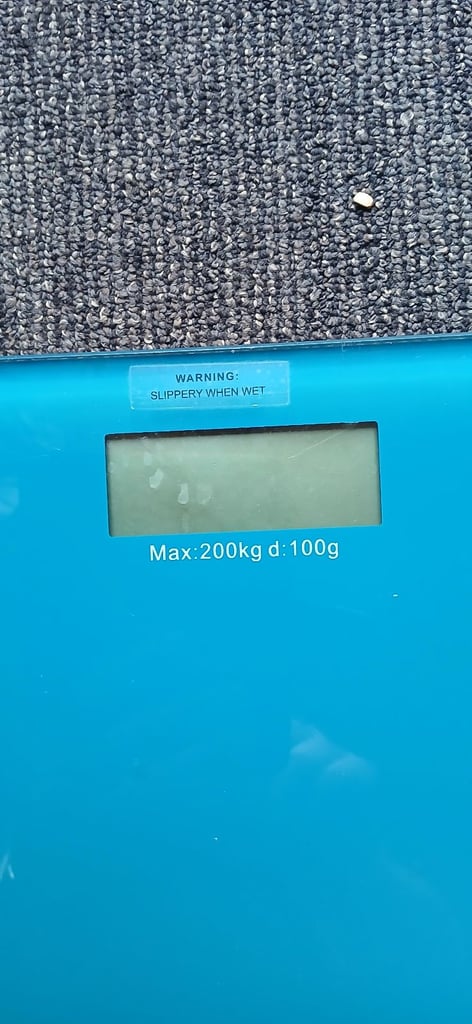 WARNING:
SLIPPERY WHEN WET
Max:200kg d:100g